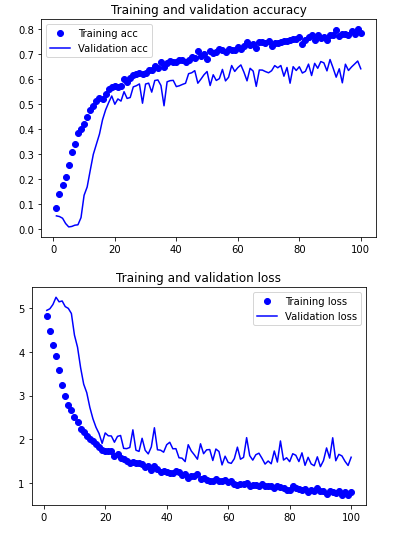 Training and validation accuracy
0.8
0.7
0.6
0.5
0.4
0.3
0.2
0.1
0.0
Training acc
Validation acc
0 20 40 60 80 100
Training and validation loss
5
4
3
2
1
Training loss
Validation loss
0 20 40 60 80 100